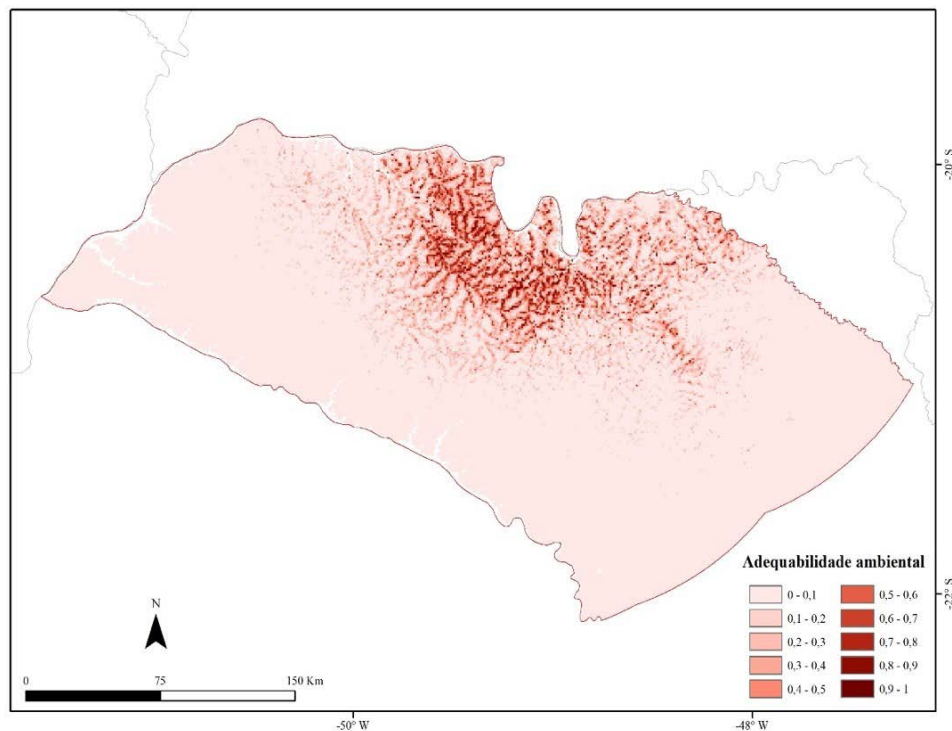 -20° S
Adequabilidade ambiental
0 - 0,1
0,1 - 0,2
0,2 - 0,3
0,3 - 0,4
0,4 - 0,5
0,5 - 0,6
0,6 - 0,7
0,7 - 0,8
0,8 - 0,9
0,9 - 1
-22° S
N
0 75 150 Km
-50° W -48° W